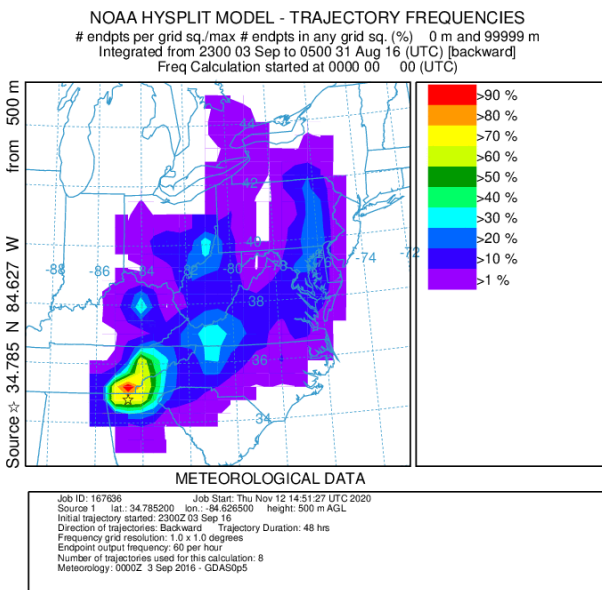 NOAA HYSPLIT MODEL - TRAJECTORY FREQUENCIES
# endpts per grid sq./max # endpts in any grid sq. (%)    0 m and 99999 m
Integrated from 2300 03 Sep to 0500 31 Aug 16 (UTC) [backward]
Freq Calculation started at 0000 00    00 (UTC)
Source ☆ 34.785 N  84.627 W    from  500 m
-88
-86
-84
-82
-80
-78
-76
-74
-72
44
42
40
38
36
34
>90 %
>80 %
>70 %
>60 %
>50 %
>40 %
>30 %
>20 %
>10 %
>1 %
METEOROLOGICAL DATA
Job ID: 167636    Job Start: Thu Nov 12 14:51:27 UTC 2020
Source 1    lat.: 34.785200    lon.: -84.626500    height: 500 m AGL
Initial trajectory started: 2300Z 03 Sep 16
Direction of trajectories: Backward    Trajectory Duration: 48 hrs
Frequency grid resolution: 1.0 x 1.0 degrees
Endpoint output frequency: 60 per hour
Number of trajectories used for this calculation: 8
Meteorology: 0000Z  3 Sep 2016 - GDAS0p5